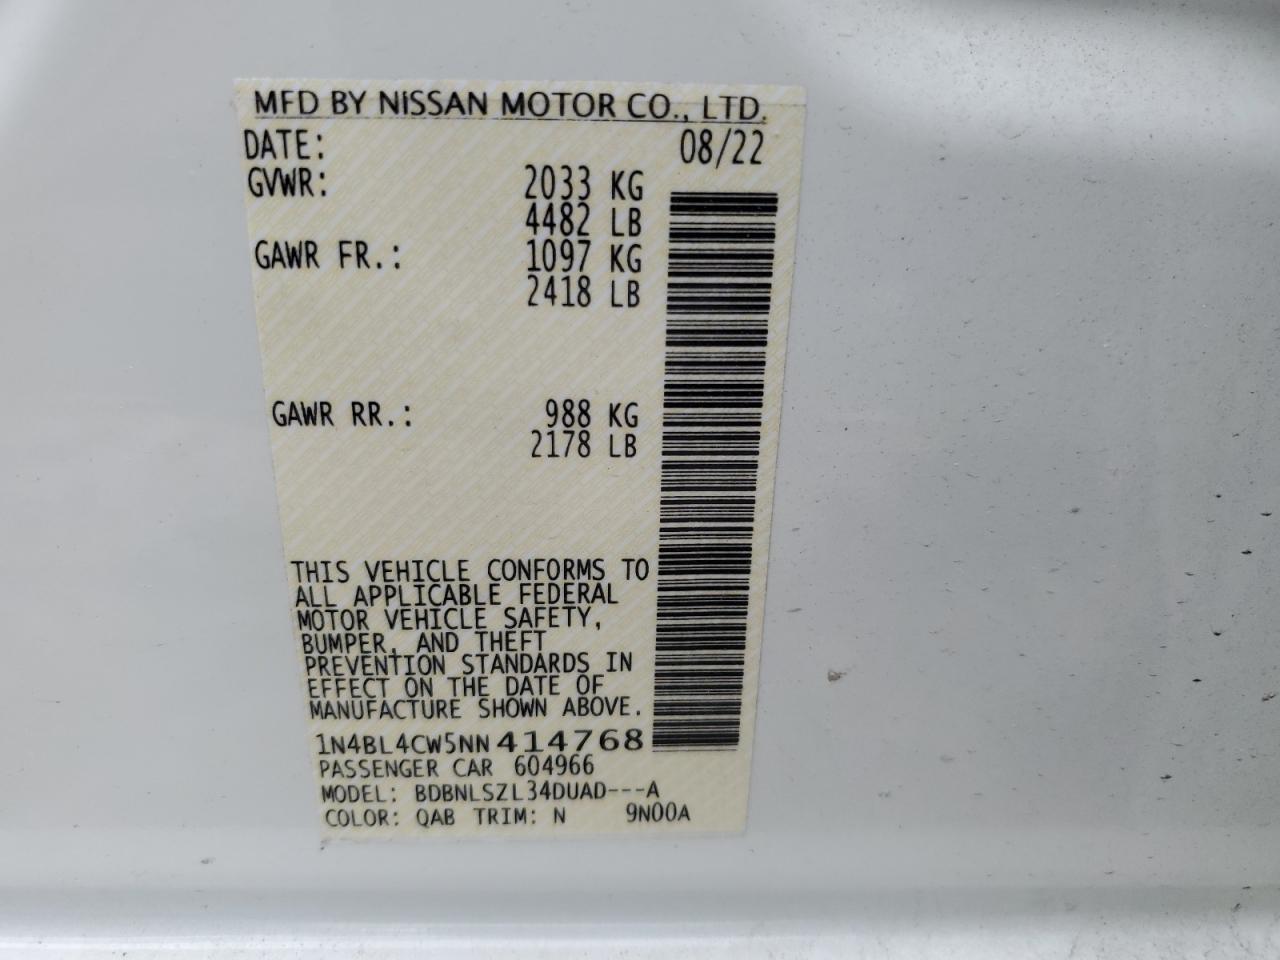 MFD BY NISSAN MOTOR CO., LTD.
DATE: 08/22
GVWR: 2033 KG
4482 LB
GAWR FR.: 1097 KG
2418 LB
GAWR RR.: 988 KG
2178 LB
THIS VEHICLE CONFORMS TO
ALL APPLICABLE FEDERAL
MOTOR VEHICLE SAFETY,
BUMPER, AND THEFT
PREVENTION STANDARDS IN
EFFECT ON THE DATE OF
MANUFACTURE SHOWN ABOVE.
1N4BL4CW5NN414768
PASSENGER CAR 604966
MODEL: BDBNLSZL34DUAD---A
COLOR: QAB TRIM: N 9N00A